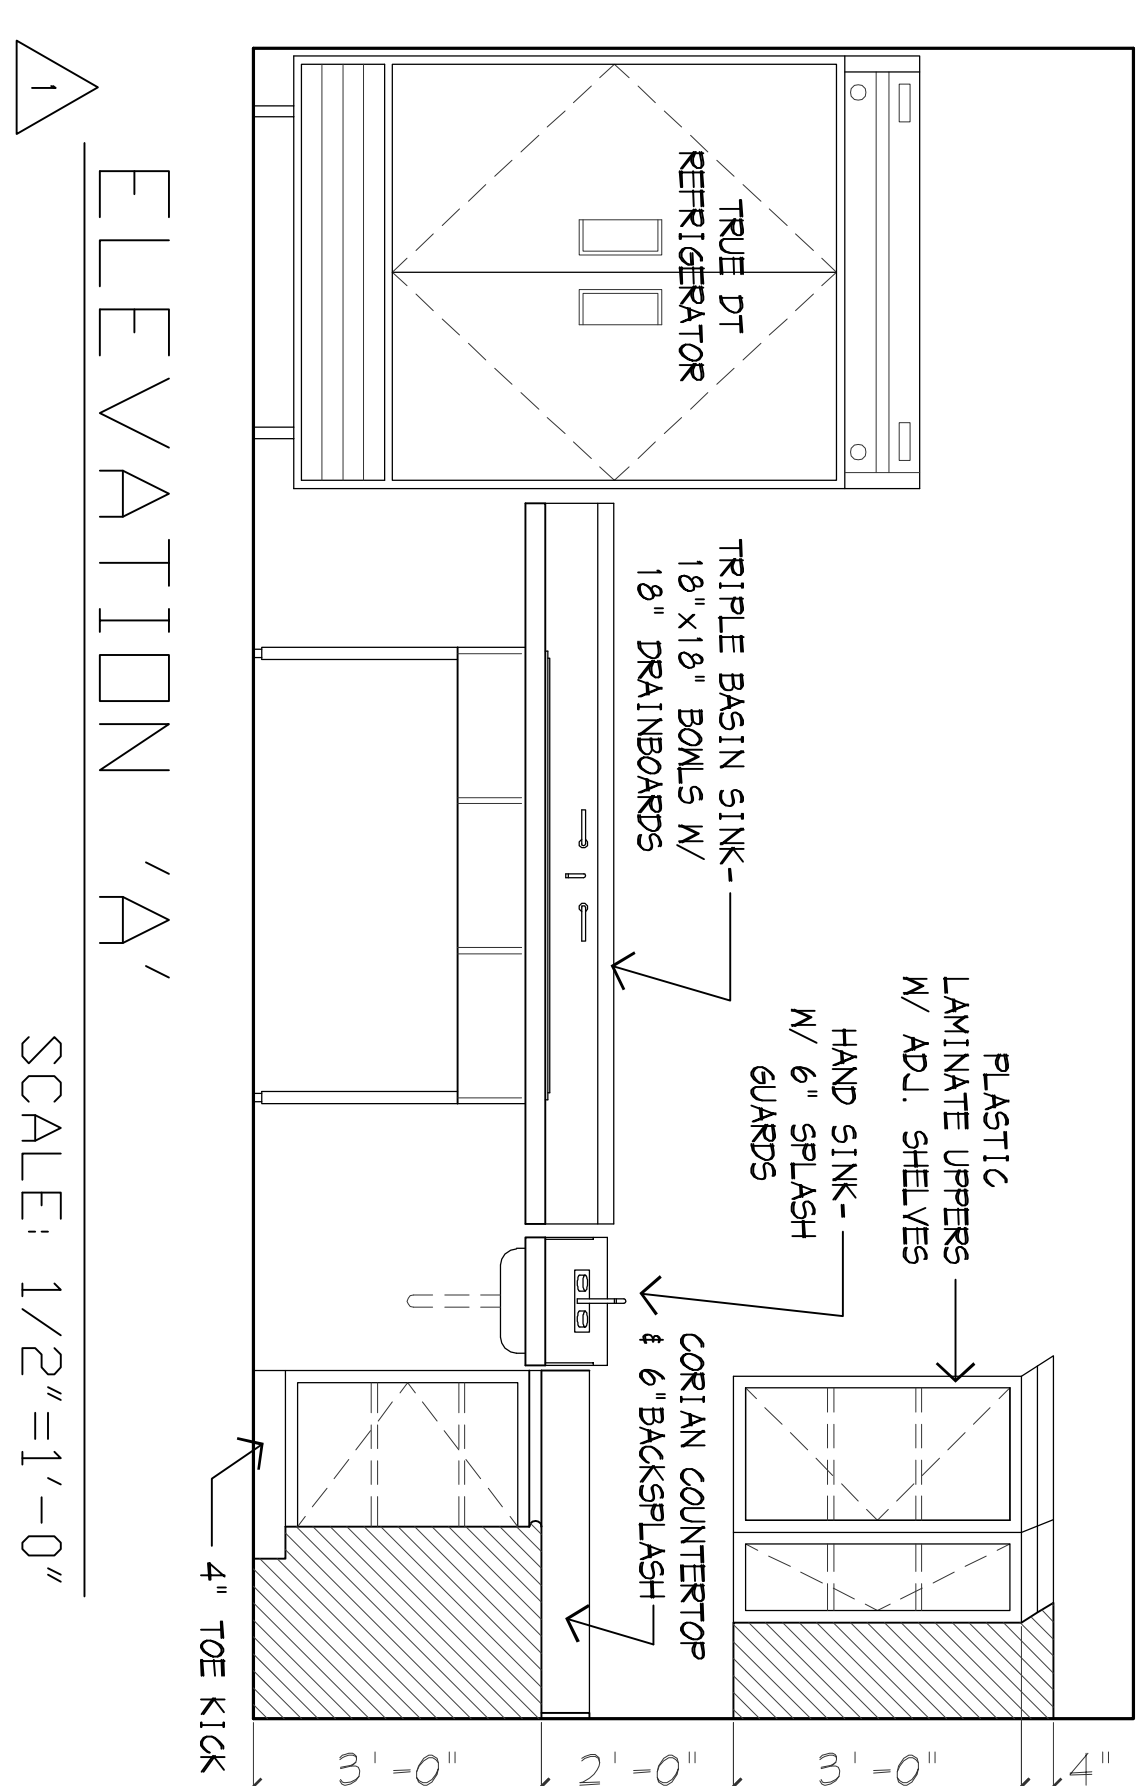 TRUE DT
REFRIGERATOR
TRIPLE BASIN SINK-
18"x18" BOWLS W/
18" DRAINBOARDS
PLASTIC
LAMINATE UPPERS
W/ ADJ. SHELVES
HAND SINK-
W/ 6" SPLASH
GUARDS
CORIAN COUNTERTOP
& 6"BACKSPLASH
4" TOE KICK
4"
3'-0"
2'-0"
3'-0"
1
ELEVATION 'A'
SCALE: 1/2"=1'-0"